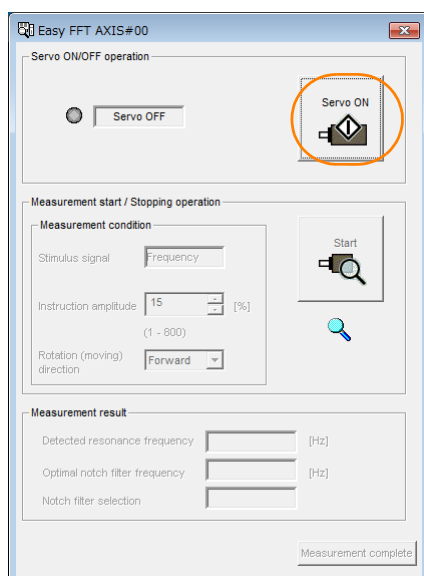 Easy FFT AXIS#00
Servo ON/OFF operation
Servo OFF
Servo ON
Measurement start / Stopping operation
Measurement condition
Stimulus signal Frequency
Instruction amplitude 15 [%]
(1 - 800)
Rotation (moving)
direction
Forward
Start
Measurement result
Detected resonance frequency [Hz]
Optimal notch filter frequency [Hz]
Notch filter selection
Measurement complete